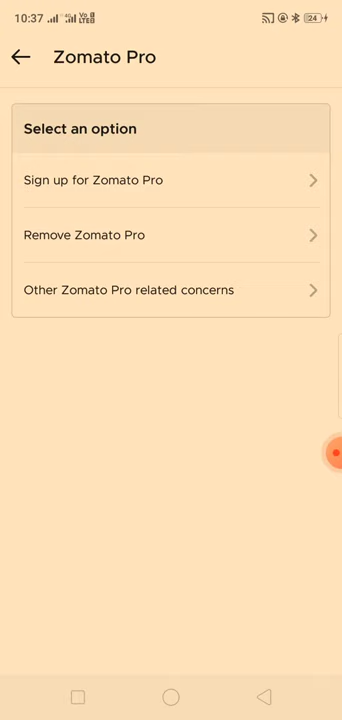 10:37 24
Zomato Pro
Select an option
Sign up for Zomato Pro
Remove Zomato Pro
Other Zomato Pro related concerns